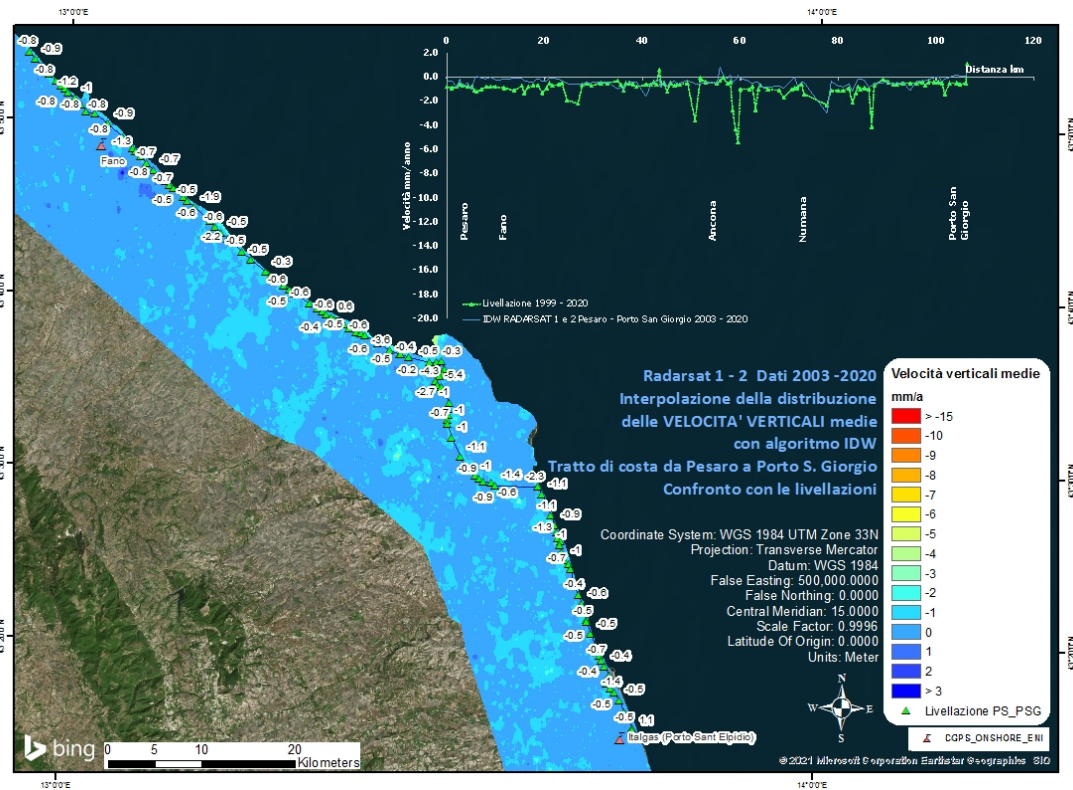 13°0'0"E
14°0'0"E
0
20
40
60
80
100
120
Distanza km
2.0
0.0
-2.0
-4.0
-6.0
-8.0
-10.0
-12.0
-14.0
-16.0
-18.0
-20.0
Velocità mm/anno
Pesaro
Fano
Ancona
Numana
Porto San
Giorgio
Livellazione 1999 - 2020
IDW RADARSAT 1 e 2 Pesaro - Porto San Giorgio 2003 - 2020
-0.8
-0.9
-0.8
-1.2
-1
-0.8
-0.8
-0.8
-0.9
-0.8
-1.3
Fano
-0.7
-0.7
-0.8
-0.7
-0.5
-0.5
-1.9
-0.6
-0.6
-0.5
-2.2
-0.5
-0.5
-0.3
-0.6
-0.6
-0.5
-0.6
0.6
-0.4
-0.5
-0.6
-3.6
-0.4
-0.6
-0.5
-0.5
-0.3
-0.2
-4.3
-5.4
-2.7
-1
-0.7
-1
-1
-1.1
-0.9
-1
-1.4
-2.3
-1.1
-0.9
-0.6
-1.1
-0.9
-1.3
-1
-1
-0.7
-0.4
-0.6
-0.5
-0.5
-0.5
-0.7
-0.4
-0.4
-1.4
-0.5
-0.5
-0.5
1.1
Italgas (Porto Sant Elpidio)
Radarsat 1 - 2 Dati 2003 -2020
Interpolazione della distribuzione
delle VELOCITA' VERTICALI medie
con algoritmo IDW
Tratto di costa da Pesaro a Porto S. Giorgio
Confronto con le livellazioni
Coordinate System: WGS 1984 UTM Zone 33N
Projection: Transverse Mercator
Datum: WGS 1984
False Easting: 500,000.0000
False Northing: 0.0000
Central Meridian: 15.0000
Scale Factor: 0.9996
Latitude Of Origin: 0.0000
Units: Meter
Velocità verticali medie
mm/a
> -15
-10
-9
-8
-7
-6
-5
-4
-3
-2
-1
0
1
2
> 3
Livellazione PS_PSG
CGPS_ONSHORE_ENI
N
W
E
S
bing
0
5
10
20
Kilometers
© 2021 Microsoft Corporation Earthstar Geographics SIO
13°0'0"E
14°0'0"E